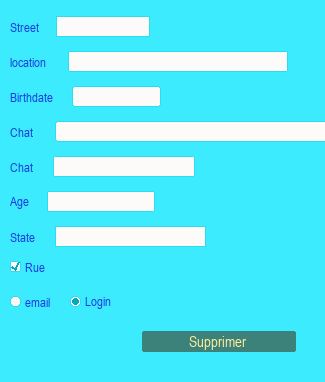 Street
location
Birthdate
Chat
Chat
Age
State
Rue
email Login
Supprimer